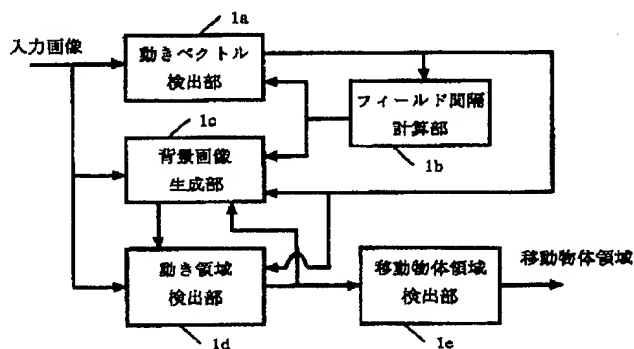 1a
入力画像
動きベクトル
検出部
フィールド間隔
計算部
1b
1c
背景画像
生成部
動き領域
検出部
1d
移動物体領域
検出部
1e
移動物体領域